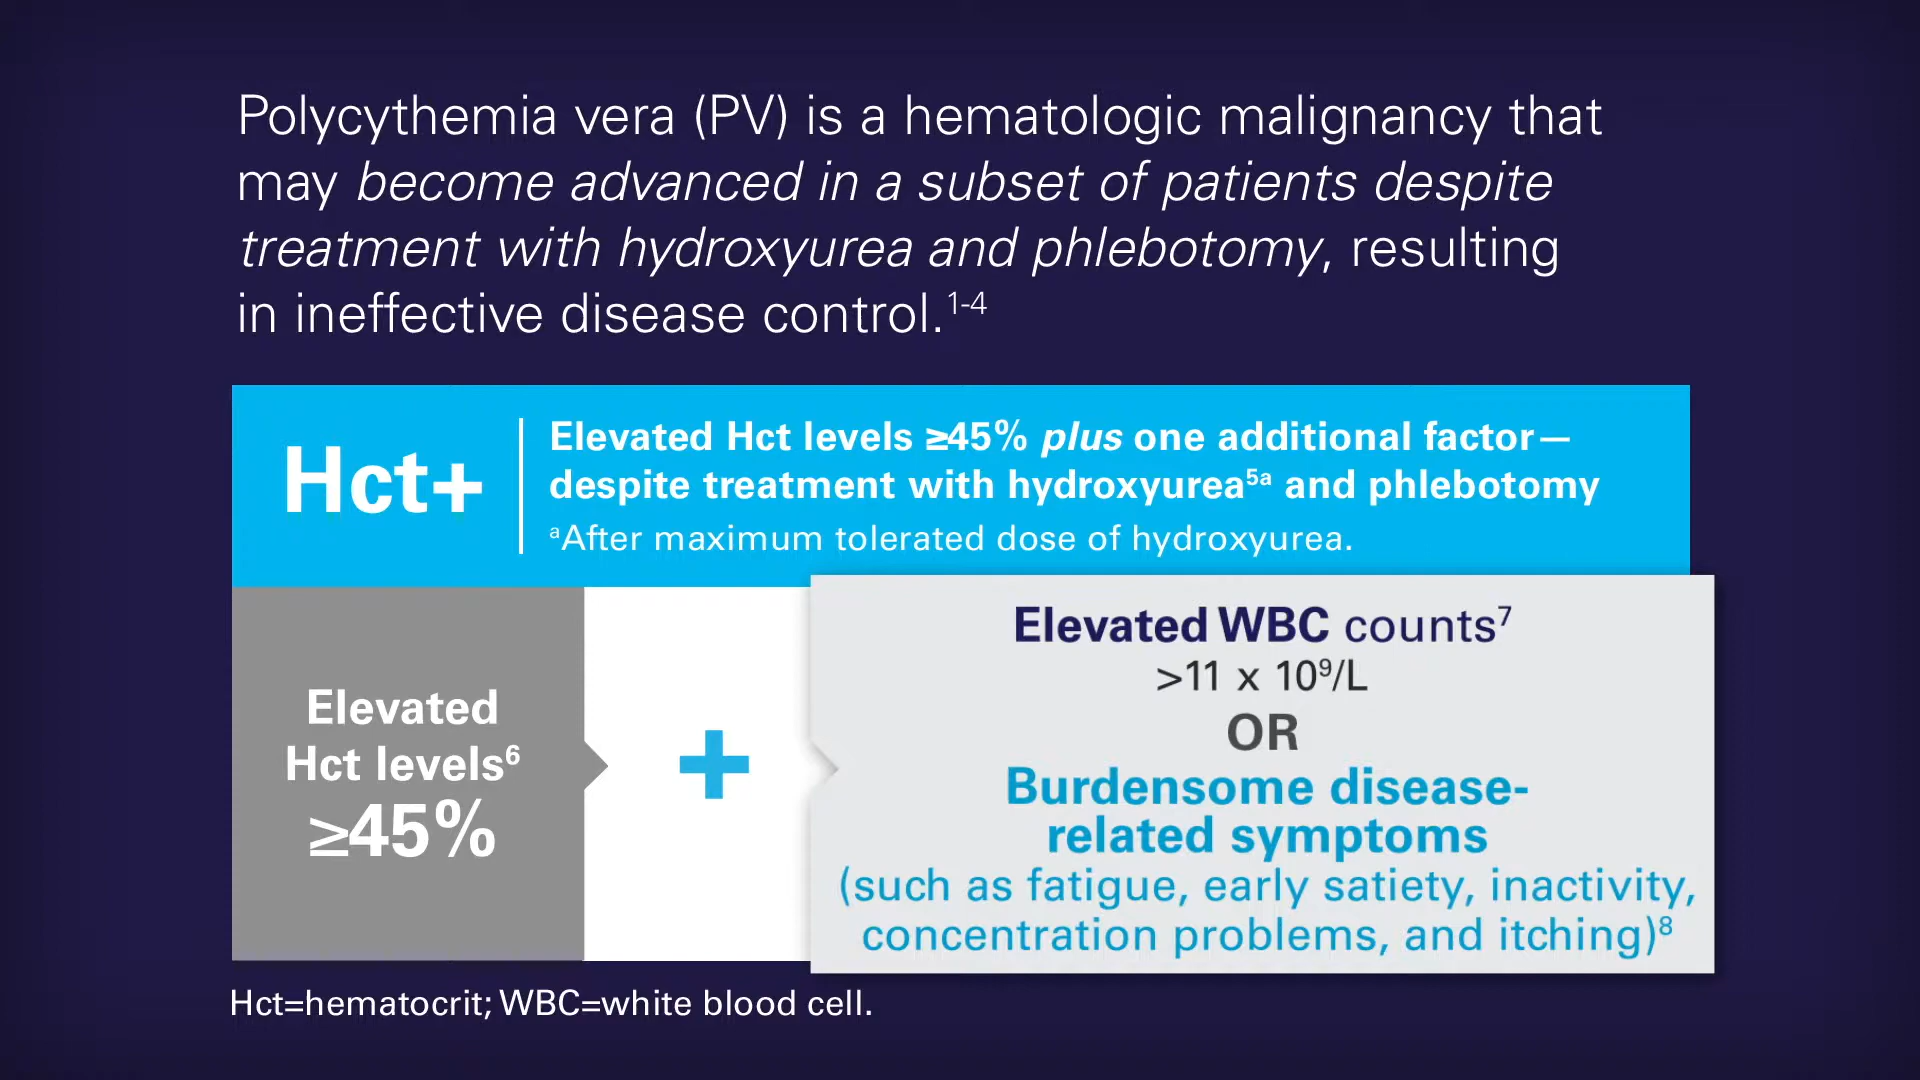 Polycythemia vera (PV) is a hematologic malignancy that
may become advanced in a subset of patients despite
treatment with hydroxyurea and phlebotomy, resulting
in ineffective disease control.¹⁻⁴
Hct+
Elevated Hct levels ≥45% plus one additional factor—
despite treatment with hydroxyurea⁵ᵃ and phlebotomy
ᵃAfter maximum tolerated dose of hydroxyurea.
Elevated
Hct levels⁶
≥45%
+
Elevated WBC counts⁷
>11 x 10⁹/L
OR
Burdensome disease-
related symptoms
(such as fatigue, early satiety, inactivity,
concentration problems, and itching)⁸
Hct=hematocrit; WBC=white blood cell.